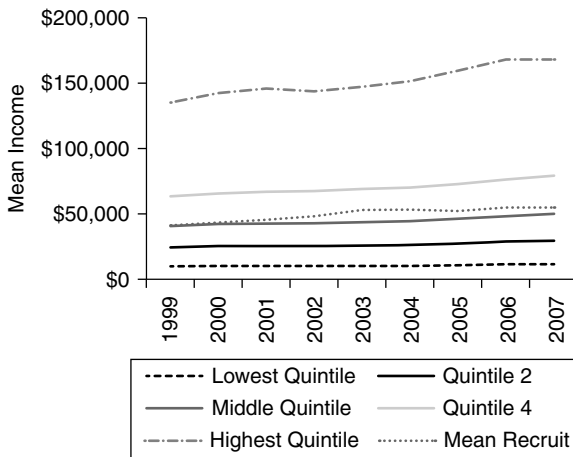 $200,000
$150,000
$100,000
$50,000
$0
Mean Income
1999
2000
2001
2002
2003
2004
2005
2006
2007
Lowest Quintile
Quintile 2
Middle Quintile
Quintile 4
Highest Quintile
Mean Recruit